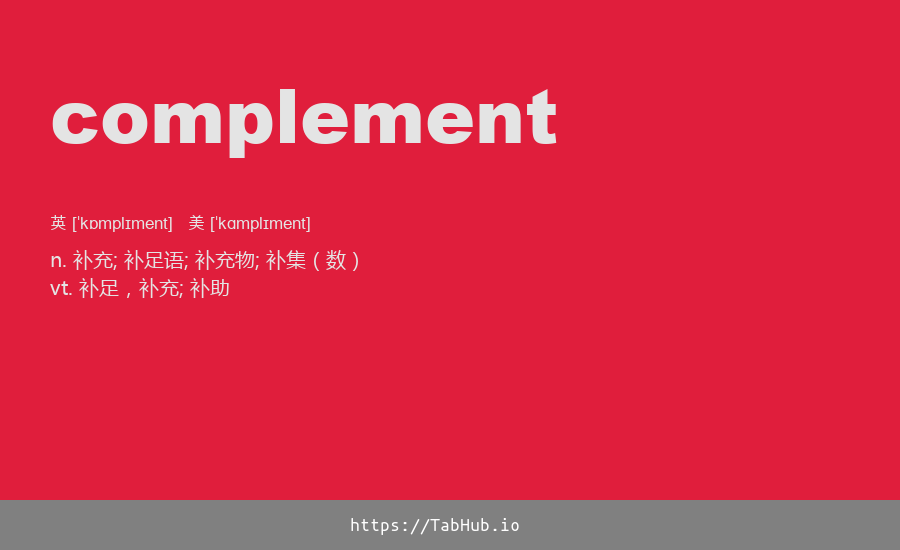 complement
英 [ˈkɒmplɪment] 美 [ˈkɑmplɪment]
n. 补充; 补足语; 补充物; 补集（数）
vt. 补足，补充; 补助
https://TabHub.io